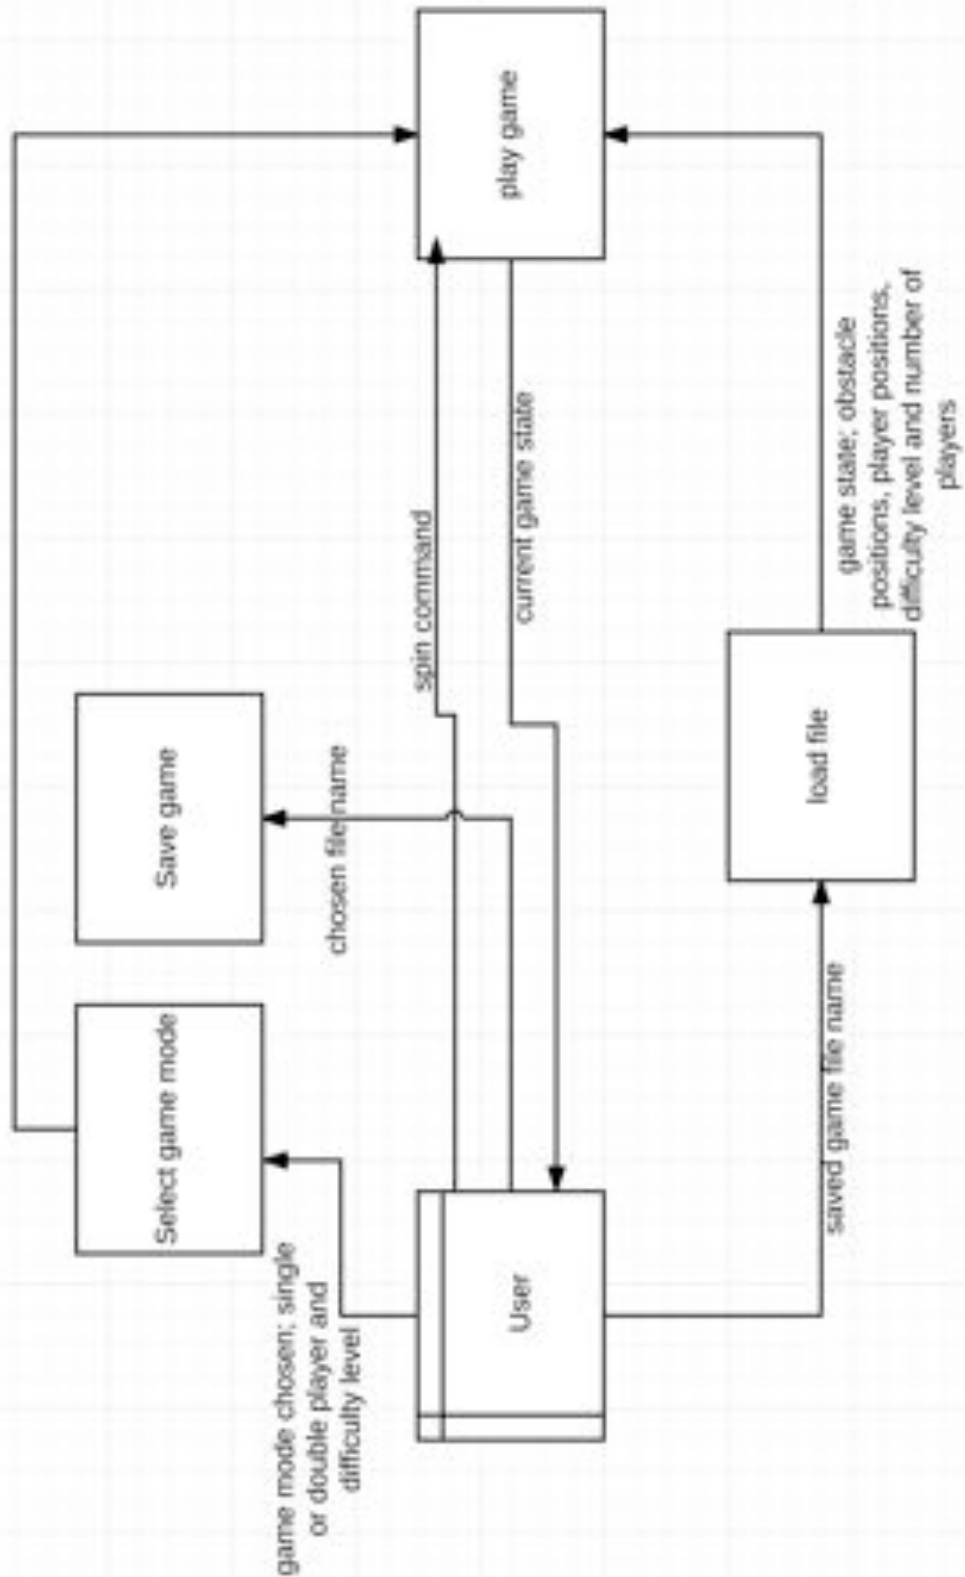 game mode chosen; single
or double player and
difficulty level
Select game mode
Save game
chosen file name
User
spin command
current game state
play game
saved game file name
load file
game state; obstacle
positions, player positions,
difficulty level and number of
players